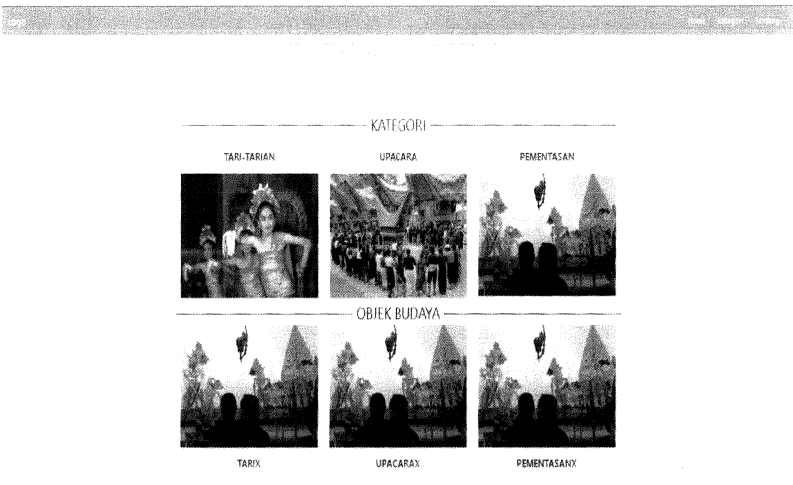 KATEGORI
TARI-TARIAN UPACARA PEMENTASAN
OBJEK BUDAYA
TARIX UPACARAX PEMENTASANX